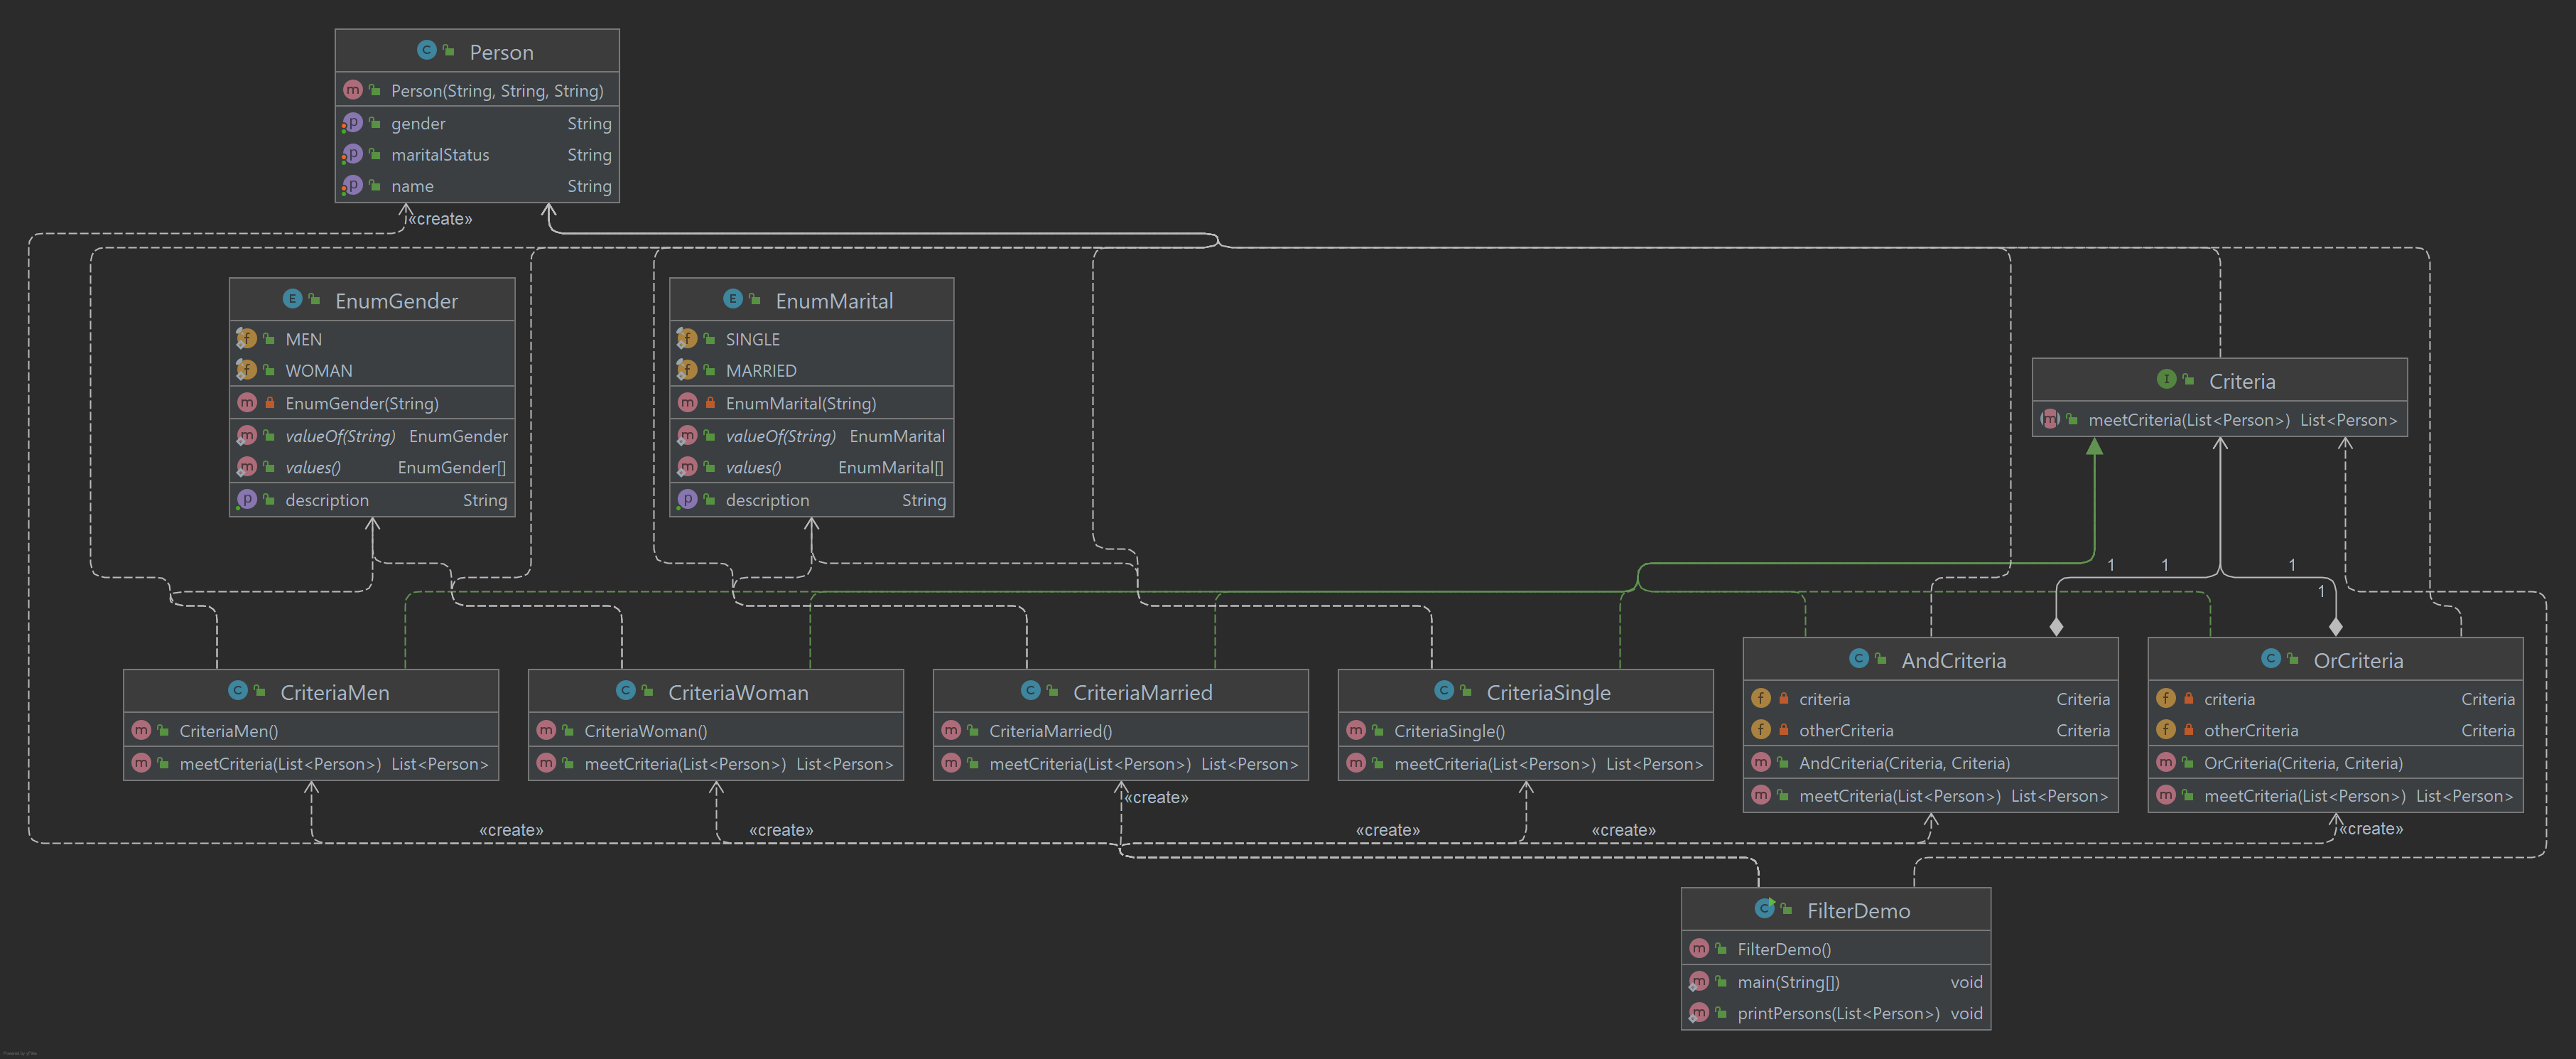 Person
Person(String, String, String)
gender String
maritalStatus String
name String
«create»
EnumGender
MEN
WOMAN
EnumGender(String)
valueOf(String) EnumGender
values() EnumGender[]
description String
EnumMarital
SINGLE
MARRIED
EnumMarital(String)
valueOf(String) EnumMarital
values() EnumMarital[]
description String
Criteria
meetCriteria(List<Person>) List<Person>
1
1
1
1
CriteriaMen
CriteriaMen()
meetCriteria(List<Person>) List<Person>
CriteriaWoman
CriteriaWoman()
meetCriteria(List<Person>) List<Person>
CriteriaMarried
CriteriaMarried()
meetCriteria(List<Person>) List<Person>
CriteriaSingle
CriteriaSingle()
meetCriteria(List<Person>) List<Person>
AndCriteria
criteria Criteria
otherCriteria Criteria
AndCriteria(Criteria, Criteria)
meetCriteria(List<Person>) List<Person>
OrCriteria
criteria Criteria
otherCriteria Criteria
OrCriteria(Criteria, Criteria)
meetCriteria(List<Person>) List<Person>
«create»
«create»
«create»
«create»
«create»
«create»
FilterDemo
FilterDemo()
main(String[]) void
printPersons(List<Person>) void
Powered by yFiles